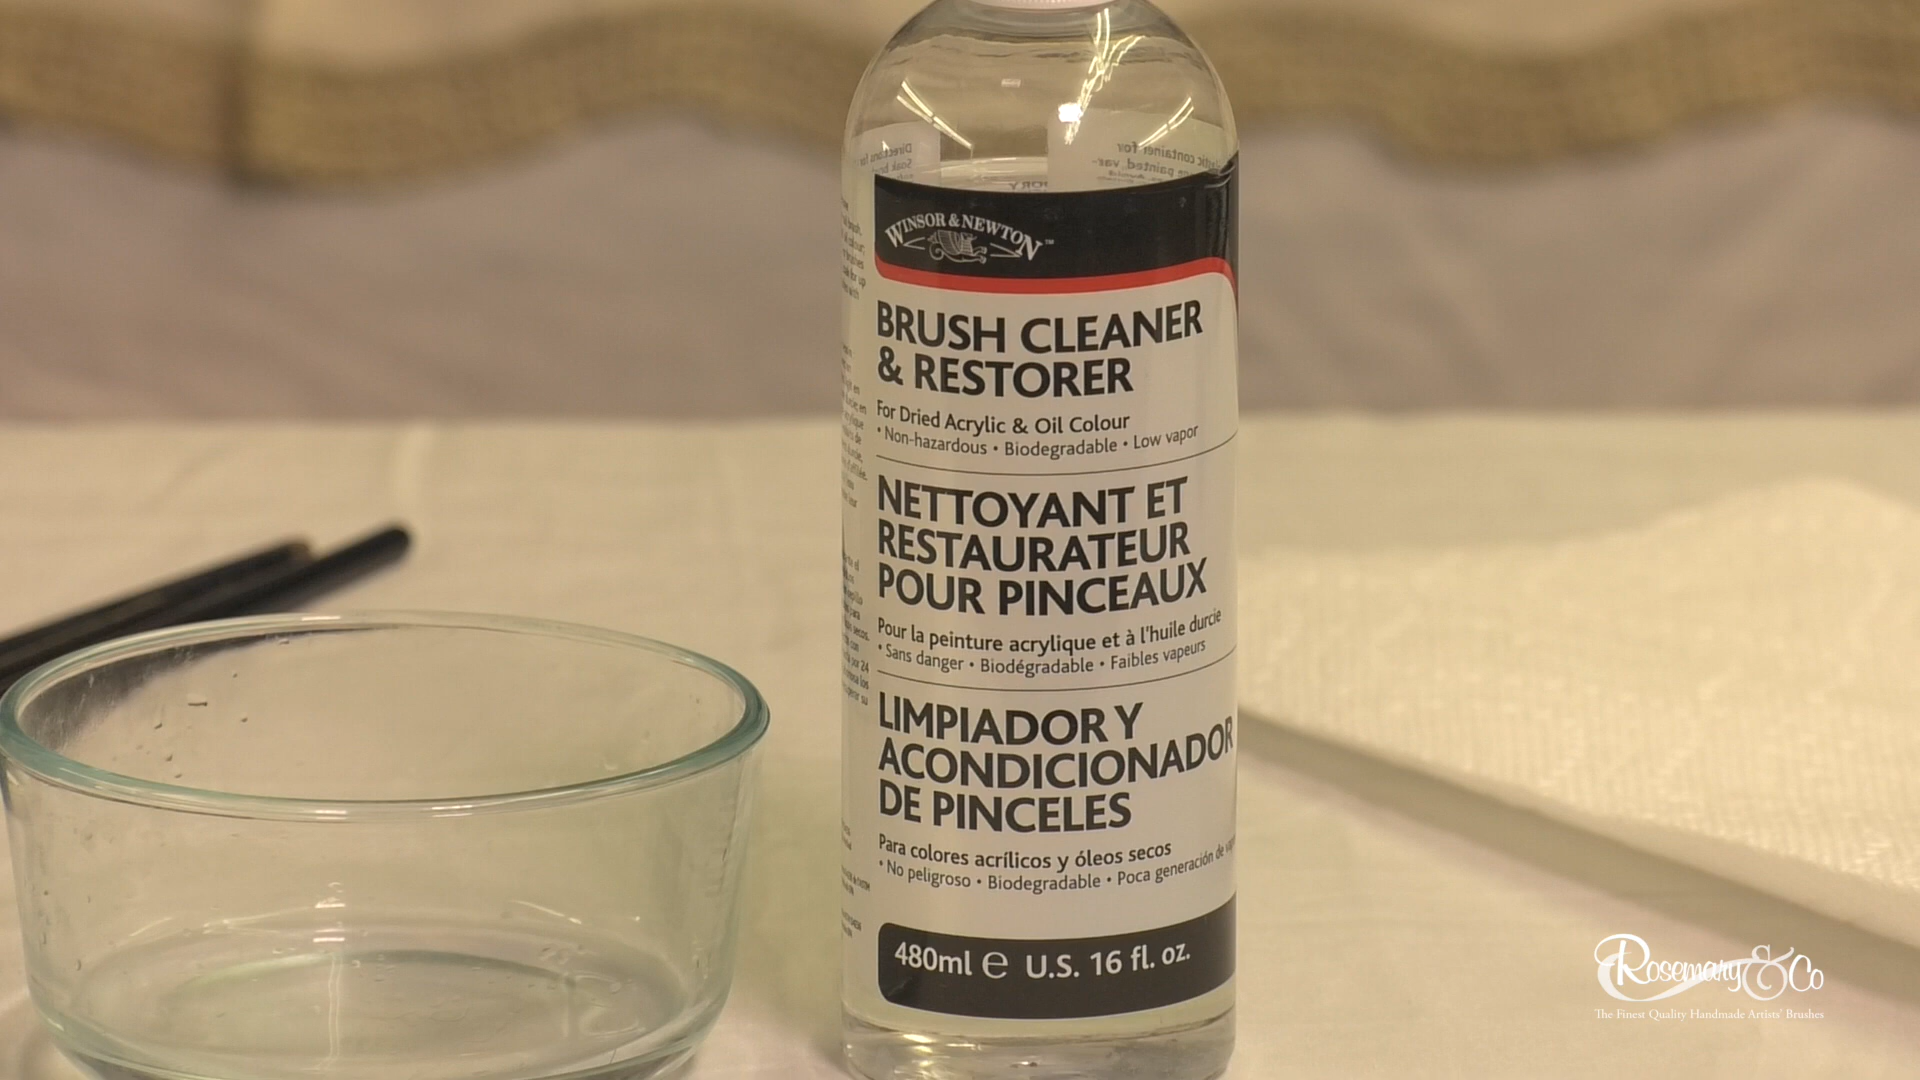 WINSOR & NEWTON™
BRUSH CLEANER
& RESTORER
For Dried Acrylic & Oil Colour
• Non-hazardous • Biodegradable • Low vapor
NETTOYANT ET
RESTAURATEUR
POUR PINCEAUX
Pour la peinture acrylique et à l'huile durcie
• Sans danger • Biodégradable • Faibles vapeurs
LIMPIADOR Y
ACONDICIONADOR
DE PINCELES
Para colores acrílicos y óleos secos
• No peligroso • Biodegradable • Poca generación de
480ml ℮ U.S. 16 fl. oz.
Rosemary & Co
The Finest Quality Handmade Artists' Brushes